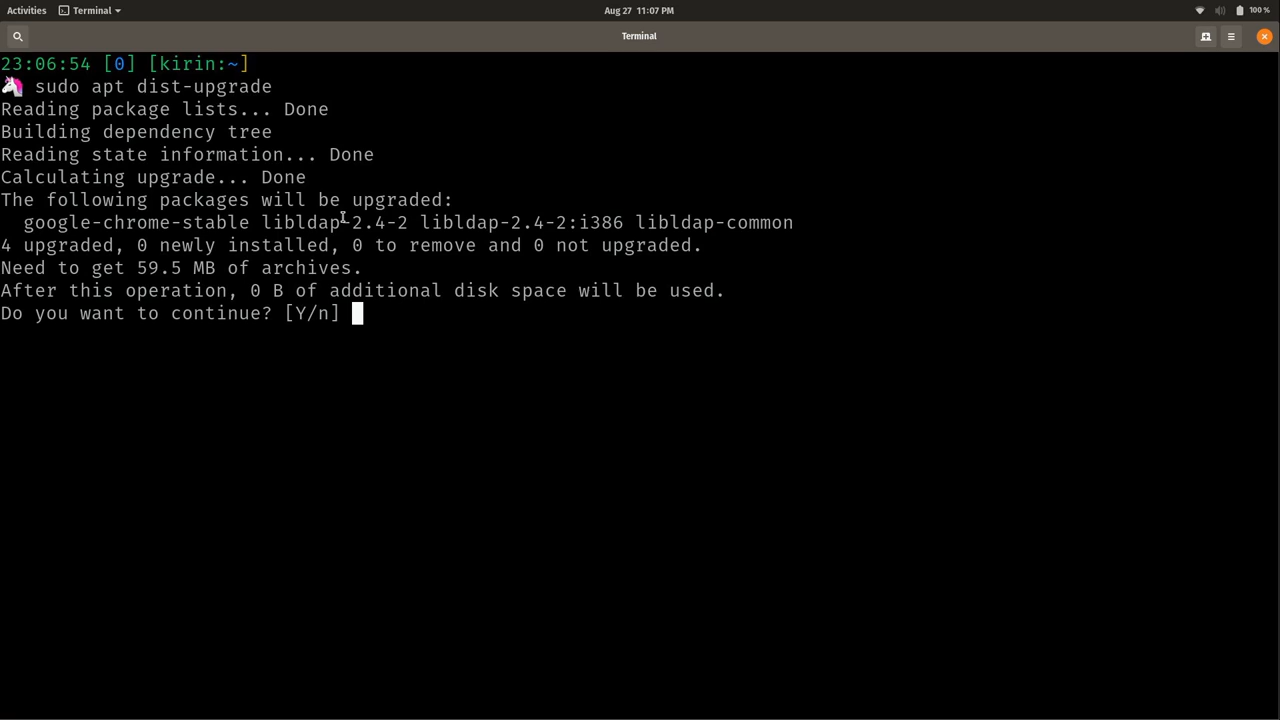 Activities Terminal Aug 27 11:07 PM 100 %
Terminal
23:06:54 [0] [kirin:~]
🦄 sudo apt dist-upgrade
Reading package lists... Done
Building dependency tree
Reading state information... Done
Calculating upgrade... Done
The following packages will be upgraded:
  google-chrome-stable libldap-2.4-2 libldap-2.4-2:i386 libldap-common
4 upgraded, 0 newly installed, 0 to remove and 0 not upgraded.
Need to get 59.5 MB of archives.
After this operation, 0 B of additional disk space will be used.
Do you want to continue? [Y/n]